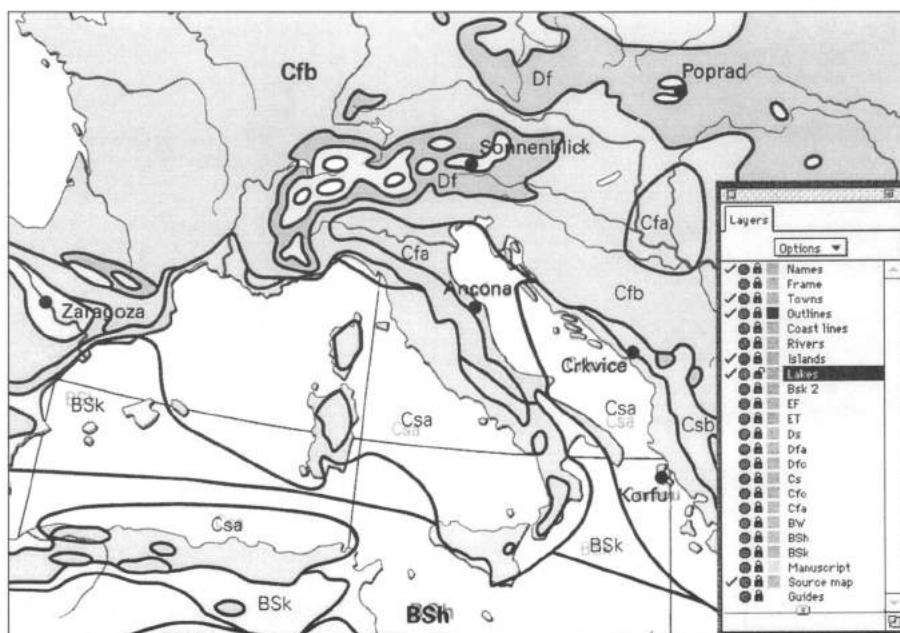 Cfb
Df
Poprad
Sonnenblick
Df
Cfa
Cfa
Ancona
Cfb
Zaragoza
Crkvice
BSk
Csa
Csa
Csb
Korfu
Csa
BSk
BSk
BSh
Layers
Options
Names
Frame
Towns
Outlines
Coast lines
Rivers
Islands
Lakes
Bsk 2
EF
ET
Ds
Dfa
Dfc
Cs
Cfc
Cfa
BW
BSh
BSk
Manuscript
Source map
Guides